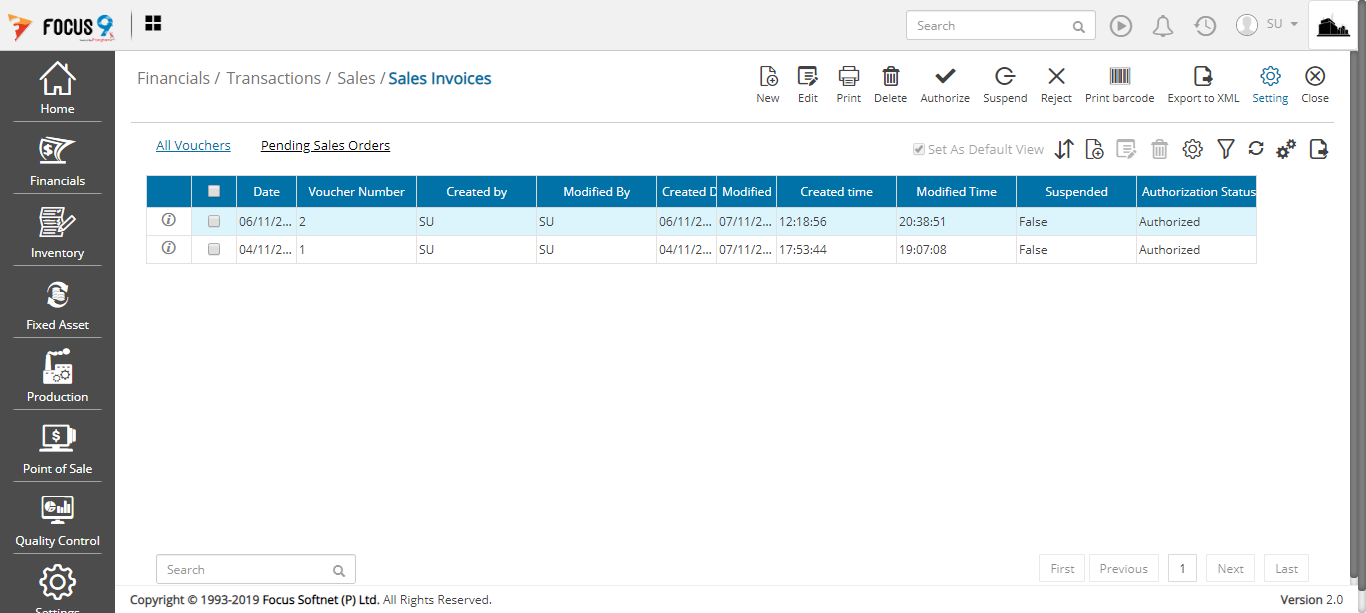 FOCUS 9
Search
SU
Home
Financials
Inventory
Fixed Asset
Production
Point of Sale
Quality Control
Settings
Financials / Transactions / Sales / Sales Invoices
New Edit Print Delete Authorize Suspend Reject Print barcode Export to XML Setting Close
All Vouchers Pending Sales Orders
Set As Default View
Date Voucher Number Created by Modified By Created D Modified Created time Modified Time Suspended Authorization Status
06/11/2... 2 SU SU 06/11/2... 07/11/2... 12:18:56 20:38:51 False Authorized
04/11/2... 1 SU SU 04/11/2... 07/11/2... 17:53:44 19:07:08 False Authorized
Search
First Previous 1 Next Last
Copyright © 1993-2019 Focus Softnet (P) Ltd. All Rights Reserved.
Version 2.0